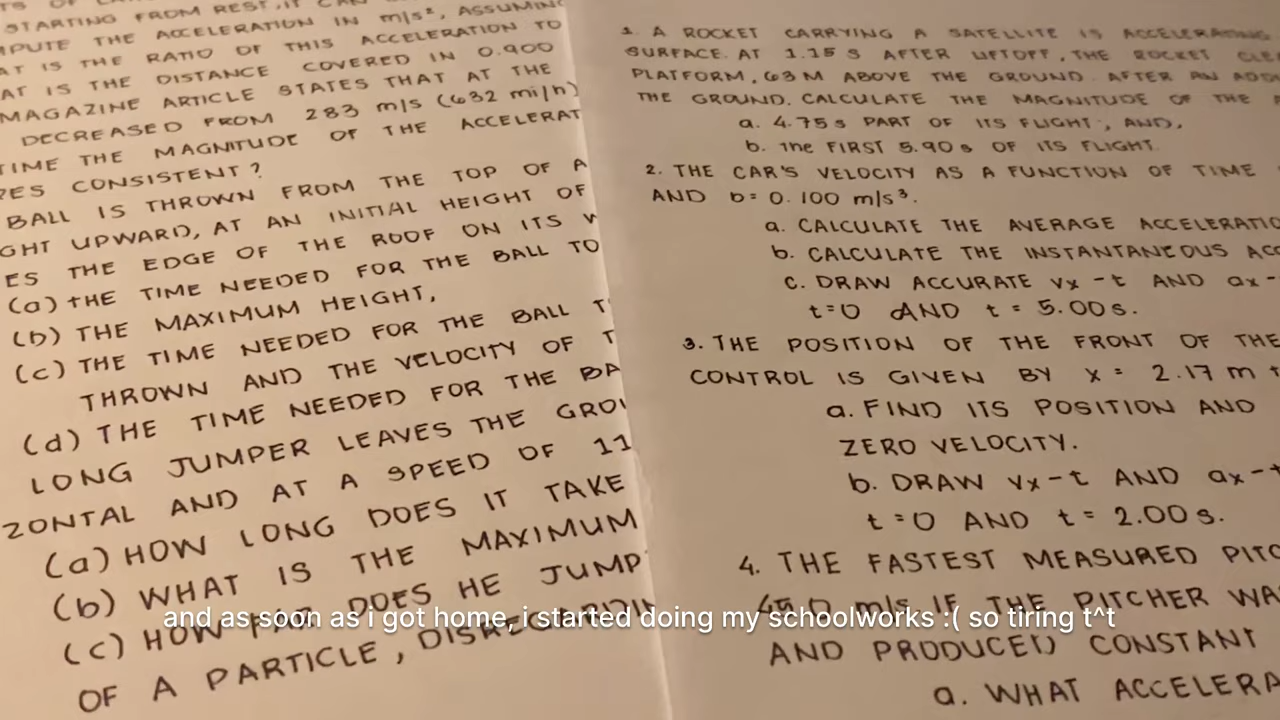 STARTING FROM REST, IT CAN
PUTE THE ACCELERATION IN m/s², ASSUMING
AT IS THE RATIO OF THIS ACCELERATION TO
AT IS THE DISTANCE COVERED IN 0.900
MAGAZINE ARTICLE STATES THAT AT THE
DECREASED FROM 283 m/s (632 mi/h)
TIME THE MAGNITUDE OF THE ACCELERAT
RES CONSISTENT?
BALL IS THROWN FROM THE TOP OF A
GHT UPWARD, AT AN INITIAL HEIGHT OF
ES THE EDGE OF THE ROOF ON ITS W
(a) THE TIME NEEDED FOR THE BALL TO
(b) THE MAXIMUM HEIGHT,
(c) THE TIME NEEDED FOR THE BALL T
THROWN AND THE VELOCITY OF T
(d) THE TIME NEEDED FOR THE BA
LONG JUMPER LEAVES THE GROU
ZONTAL AND AT A SPEED OF 11
(a) HOW LONG DOES IT TAKE
(b) WHAT IS THE MAXIMUM
(c) HOW FAR DOES HE JUMP
OF A PARTICLE, DISREGARDIN
1. A ROCKET CARRYING A SATELLITE IS ACCELERATING
SURFACE. AT 1.15 S AFTER LIFTOFF, THE ROCKET CLEA
PLATFORM, 63 M ABOVE THE GROUND. AFTER AN ADD
THE GROUND. CALCULATE THE MAGNITUDE OF THE
a. 4.75 s PART OF ITS FLIGHT; AND,
b. The FIRST 5.90 s OF ITS FLIGHT.
2. THE CAR'S VELOCITY AS A FUNCTION OF TIME
AND b= 0.100 m/s³.
a. CALCULATE THE AVERAGE ACCELERATIO
b. CALCULATE THE INSTANTANEOUS ACC
c. DRAW ACCURATE vx-t AND ax-
t=0 AND t = 5.00 s.
3. THE POSITION OF THE FRONT OF THE
CONTROL IS GIVEN BY x = 2.17 m +
a. FIND ITS POSITION AND
ZERO VELOCITY.
b. DRAW vx-t AND ax-t
t=0 AND t= 2.00 s.
4. THE FASTEST MEASURED PITC
m/s. IF THE PITCHER WA
AND PRODUCED CONSTANT
a. WHAT ACCELERA
and as soon as i got home, i started doing my schoolworks :( so tiring t^t